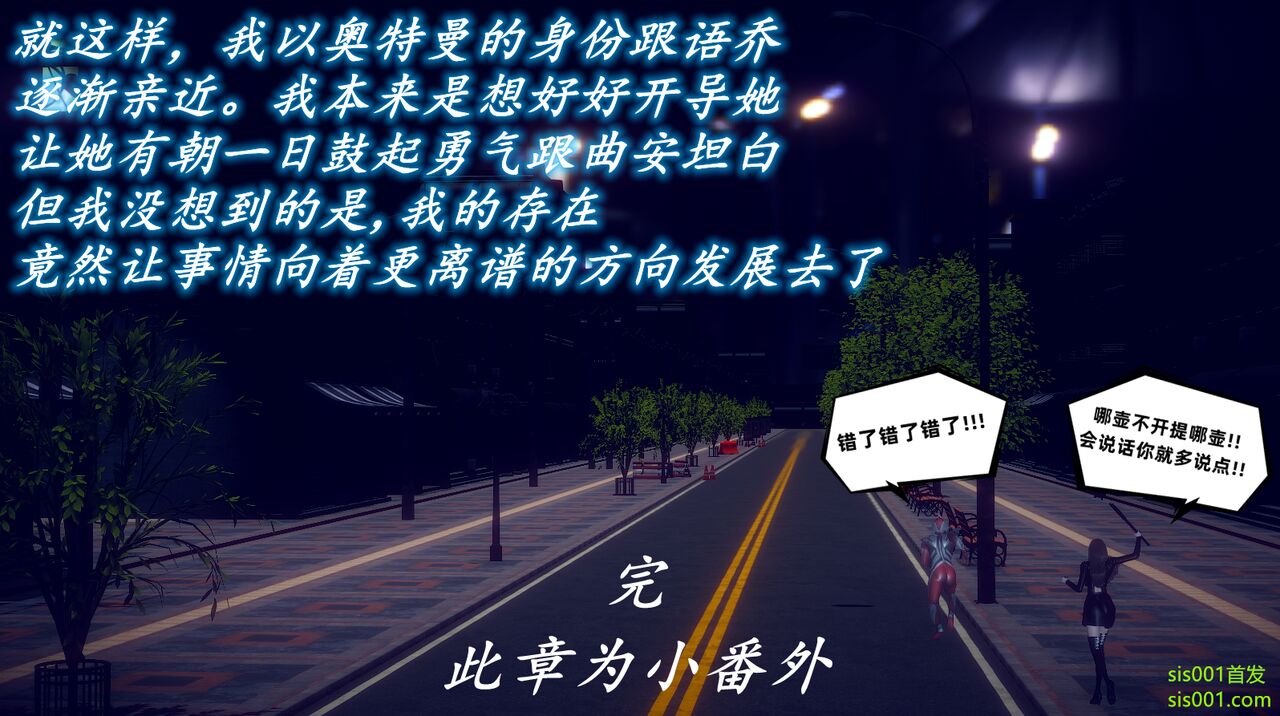 就这样，我以奥特曼的身份跟语乔
逐渐亲近。我本来是想好好开导她
让她有朝一日鼓起勇气跟曲安坦白
但我没想到的是,我的存在
竟然让事情向着更离谱的方向发展去了
错了错了错了!!!
哪壶不开提哪壶!!
会说话你就多说点!!
完
此章为小番外
sis001首发
sis001.com